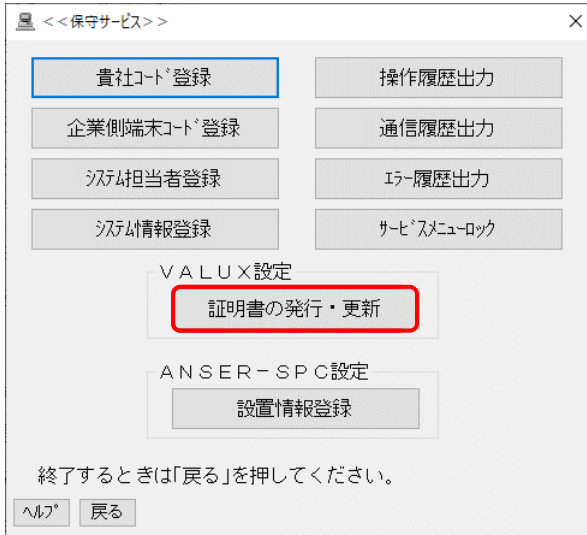 <<保守ｻｰﾋﾞｽ>>
貴社ｺｰﾄﾞ登録
操作履歴出力
企業側端末ｺｰﾄﾞ登録
通信履歴出力
ｼｽﾃﾑ担当者登録
ｴﾗｰ履歴出力
ｼｽﾃﾑ情報登録
ｻｰﾋﾞｽﾒﾆｭｰﾛｯｸ
ＶＡＬＵＸ設定
証明書の発行・更新
ＡＮＳＥＲ－ＳＰＣ設定
設置情報登録
終了するときは「戻る」を押してください。
ﾍﾙﾌﾟ
戻る